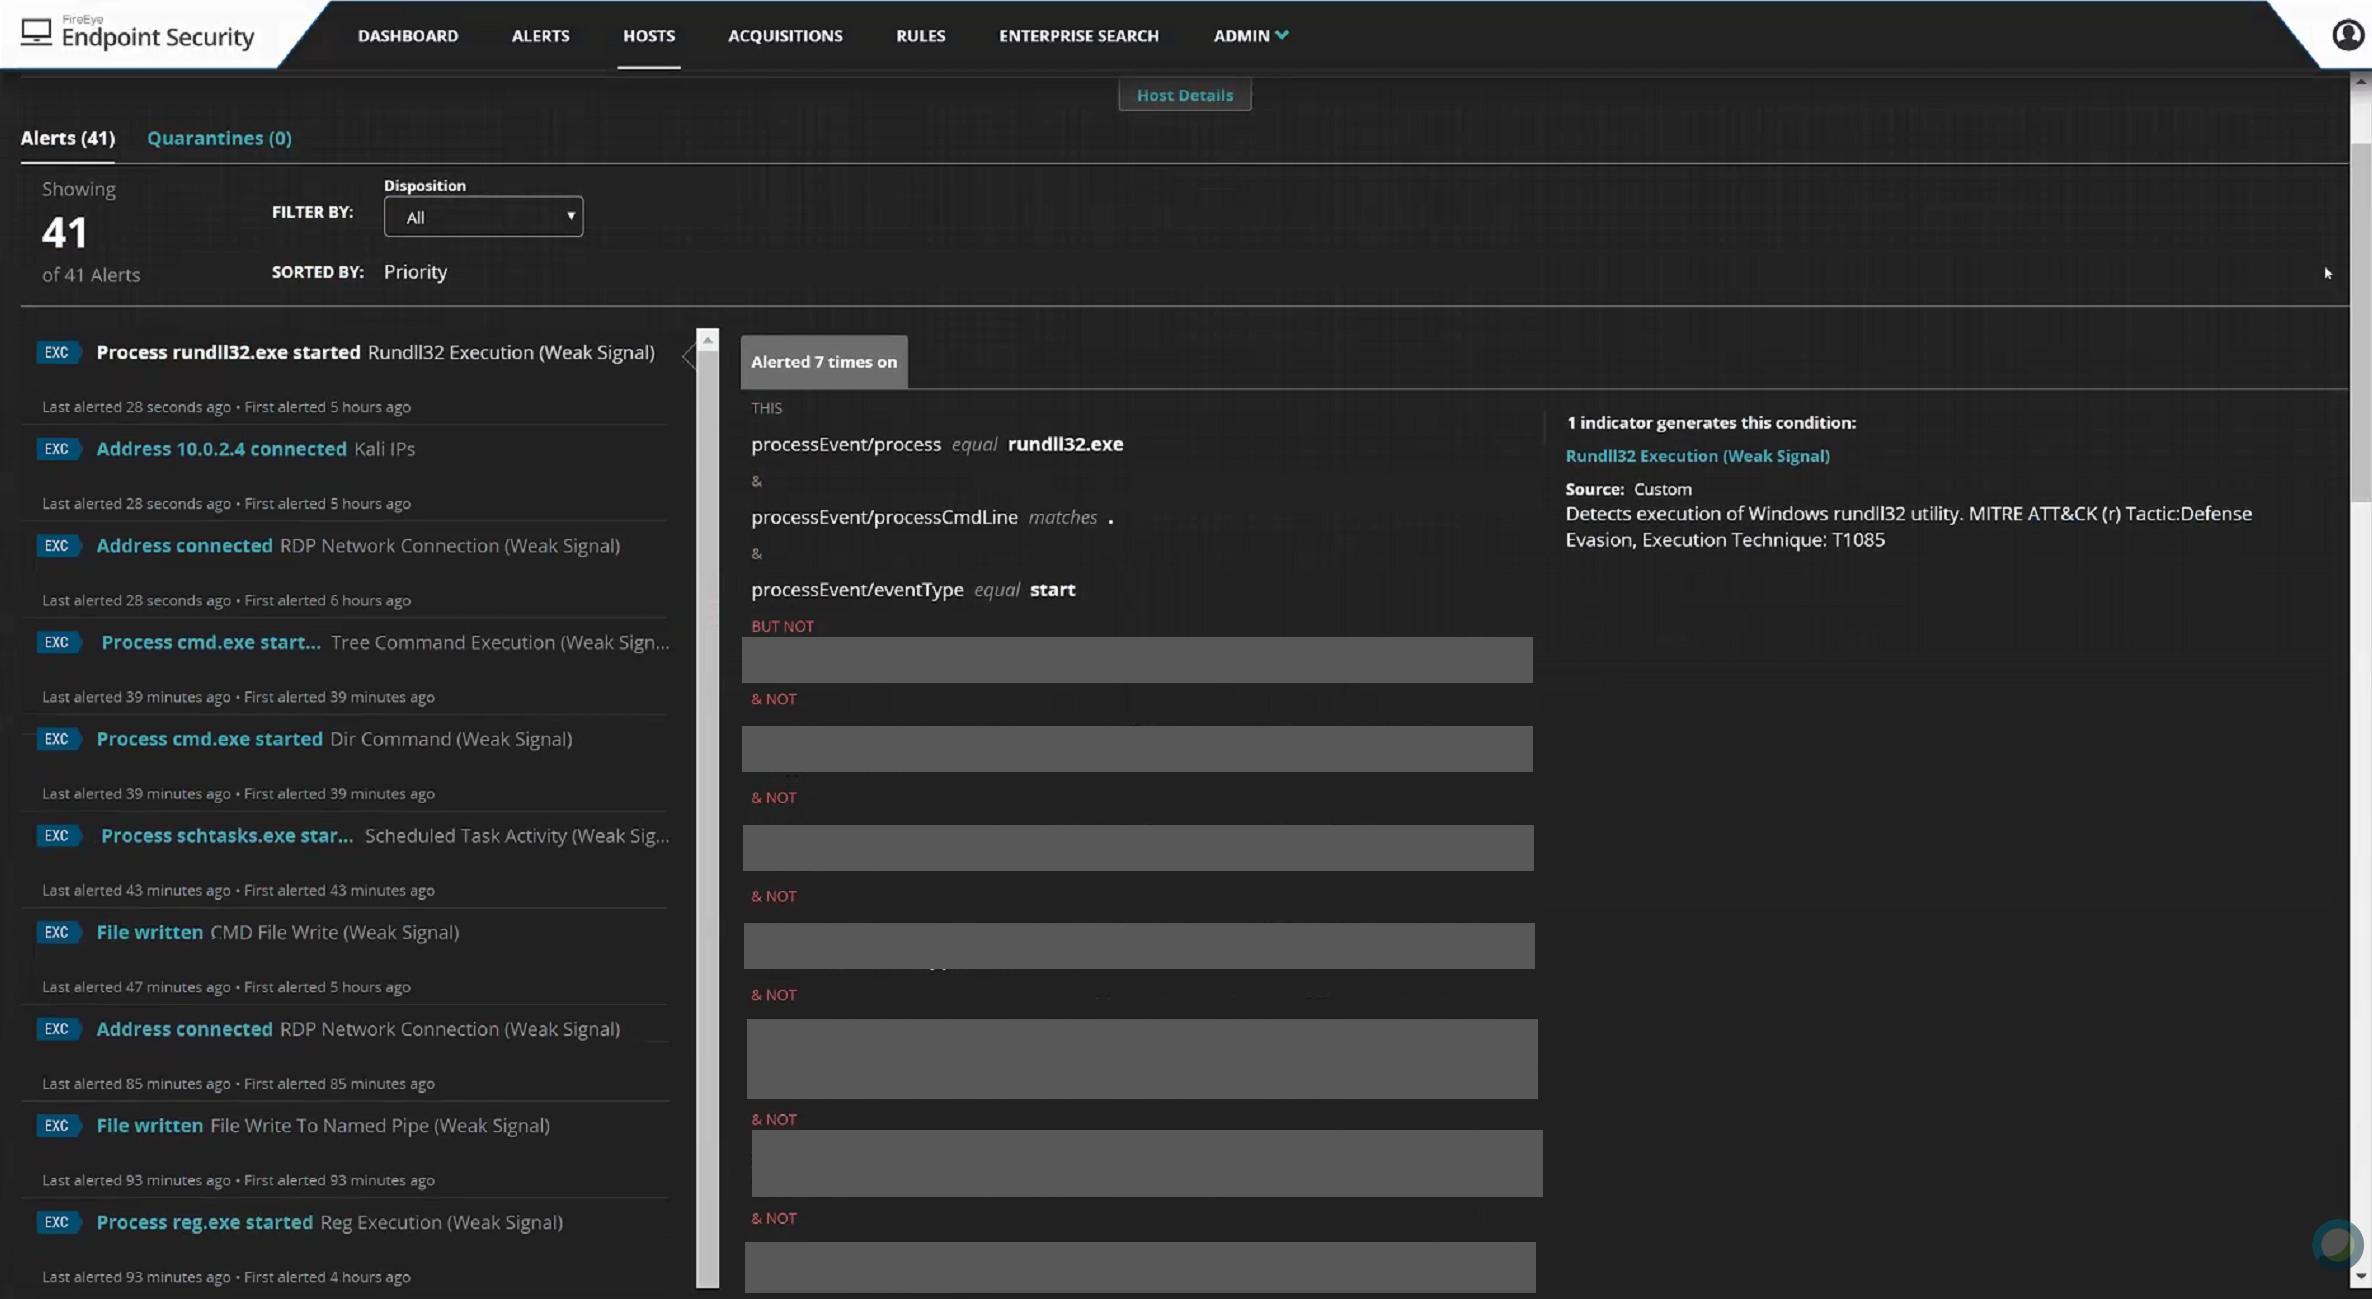 FireEye
Endpoint Security
DASHBOARD ALERTS HOSTS ACQUISITIONS RULES ENTERPRISE SEARCH ADMIN
Host Details
Alerts (41) Quarantines (0)
Showing
41
of 41 Alerts
FILTER BY:
Disposition
All
SORTED BY: Priority
EXC Process rundll32.exe started Rundll32 Execution (Weak Signal)
Last alerted 28 seconds ago • First alerted 5 hours ago
EXC Address 10.0.2.4 connected Kali IPs
Last alerted 28 seconds ago • First alerted 5 hours ago
EXC Address connected RDP Network Connection (Weak Signal)
Last alerted 28 seconds ago • First alerted 6 hours ago
EXC Process cmd.exe start... Tree Command Execution (Weak Sign...
Last alerted 39 minutes ago • First alerted 39 minutes ago
EXC Process cmd.exe started Dir Command (Weak Signal)
Last alerted 39 minutes ago • First alerted 39 minutes ago
EXC Process schtasks.exe star... Scheduled Task Activity (Weak Sig...
Last alerted 43 minutes ago • First alerted 43 minutes ago
EXC File written CMD File Write (Weak Signal)
Last alerted 47 minutes ago • First alerted 5 hours ago
EXC Address connected RDP Network Connection (Weak Signal)
Last alerted 85 minutes ago • First alerted 85 minutes ago
EXC File written File Write To Named Pipe (Weak Signal)
Last alerted 93 minutes ago • First alerted 93 minutes ago
EXC Process reg.exe started Reg Execution (Weak Signal)
Last alerted 93 minutes ago • First alerted 4 hours ago
Alerted 7 times on
THIS
processEvent/process equal rundll32.exe
&
processEvent/processCmdLine matches .
&
processEvent/eventType equal start
BUT NOT
& NOT
& NOT
& NOT
& NOT
& NOT
& NOT
1 indicator generates this condition:
Rundll32 Execution (Weak Signal)
Source: Custom
Detects execution of Windows rundll32 utility. MITRE ATT&CK (r) Tactic:Defense
Evasion, Execution Technique: T1085